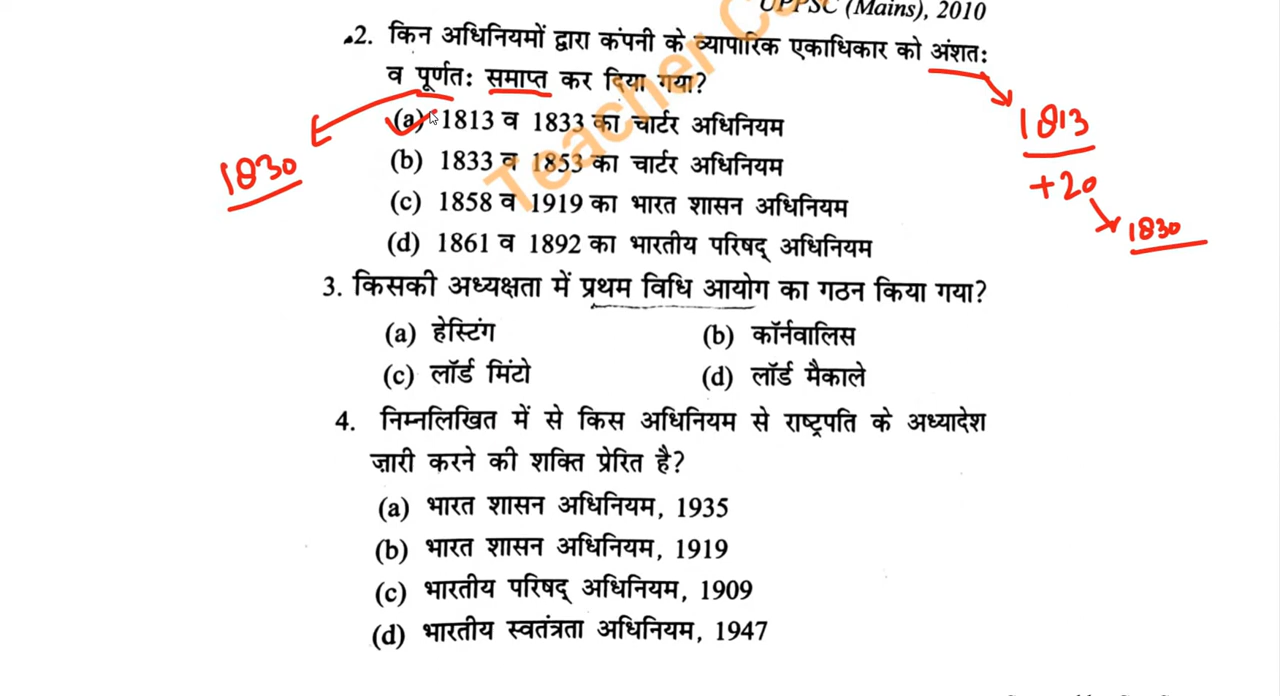 UPPSC (Mains), 2010
2. किन अधिनियमों द्वारा कंपनी के व्यापारिक एकाधिकार को अंशतः
व पूर्णतः समाप्त कर दिया गया?
(a) 1813 व 1833 का चार्टर अधिनियम
(b) 1833 व 1853 का चार्टर अधिनियम
(c) 1858 व 1919 का भारत शासन अधिनियम
(d) 1861 व 1892 का भारतीय परिषद् अधिनियम
1830
1813
+20
1830
3. किसकी अध्यक्षता में प्रथम विधि आयोग का गठन किया गया?
(a) हेस्टिंग (b) कॉर्नवालिस
(c) लॉर्ड मिंटो (d) लॉर्ड मैकाले
4. निम्नलिखित में से किस अधिनियम से राष्ट्रपति के अध्यादेश
ज़ारी करने की शक्ति प्रेरित है?
(a) भारत शासन अधिनियम, 1935
(b) भारत शासन अधिनियम, 1919
(c) भारतीय परिषद् अधिनियम, 1909
(d) भारतीय स्वतंत्रता अधिनियम, 1947
Teacher